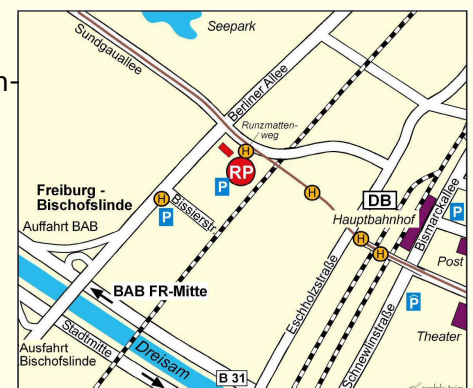 Seepark
Sundgauallee
Berliner Allee
n-
Runzmatten-
weg
H
RP
P
Freiburg -
Bischofslinde
H
P
Bissierstr.
H
DB
Hauptbahnhof
Bismarckallee
P
Auffahrt BAB
H
H
Post
BAB FR-Mitte
Eschholzstraße
P
Stadtmitte
Dreisam
Theater
Ausfahrt
Bischofslinde
B 31
Schnewlinstraße